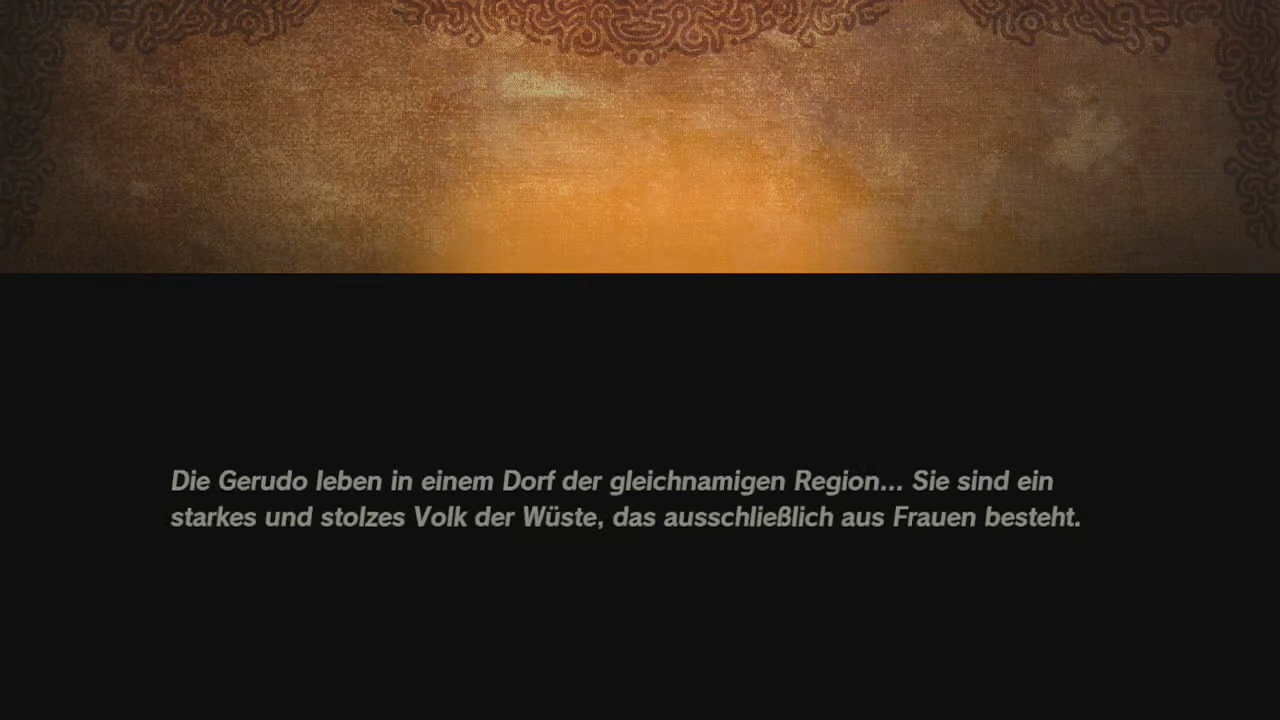 Die Gerudo leben in einem Dorf der gleichnamigen Region... Sie sind ein
starkes und stolzes Volk der Wüste, das ausschließlich aus Frauen besteht.